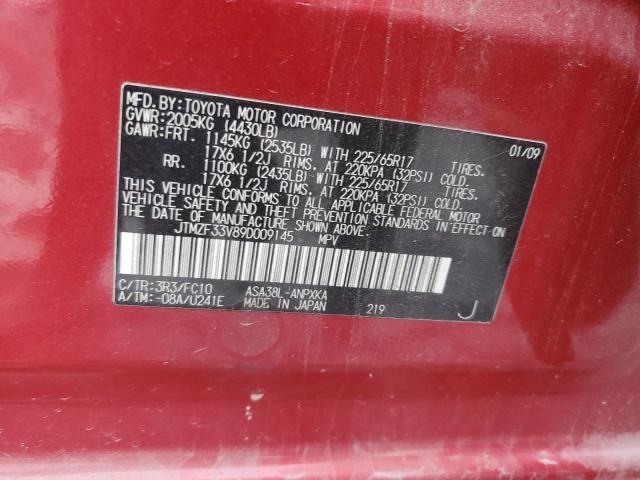 MFD. BY: TOYOTA MOTOR CORPORATION 01/09
GVWR: 2005KG (4430LB)
GAWR: FRT. 1145KG (2535LB) WITH 225/65R17 TIRES.
17X6 1/2J RIMS. AT 220KPA (32PSI) COLD.
RR. 1100KG (2435LB) WITH 225/65R17 TIRES.
17X6 1/2J RIMS. AT 220KPA (32PSI) COLD.
THIS VEHICLE CONFORMS TO ALL APPLICABLE FEDERAL MOTOR
VEHICLE SAFETY AND THEFT PREVENTION STANDARDS IN EFFECT ON
THE DATE OF MANUFACTURE SHOWN ABOVE.
JTMZF33V89D009145 MPV
C/TR: 3R3/FC10 ASA38L-ANPXKA
A/TM: -08A/U241E MADE IN JAPAN 219 J